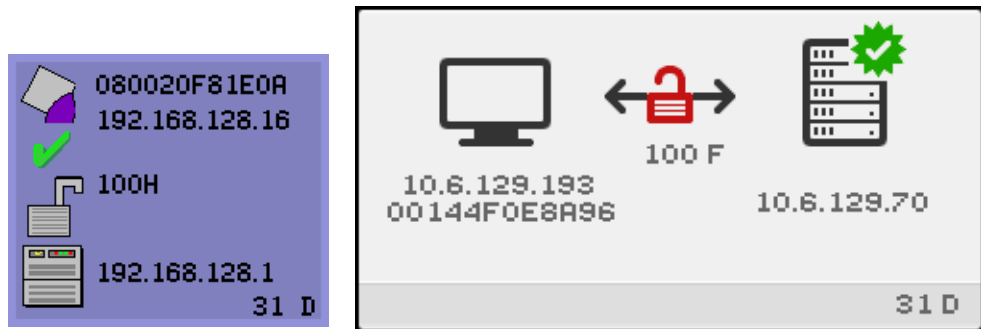 080020F81E0A
192.168.128.16
100H
192.168.128.1
31 D
100 F
10.6.129.193
00144F0E8A96
10.6.129.70
31 D